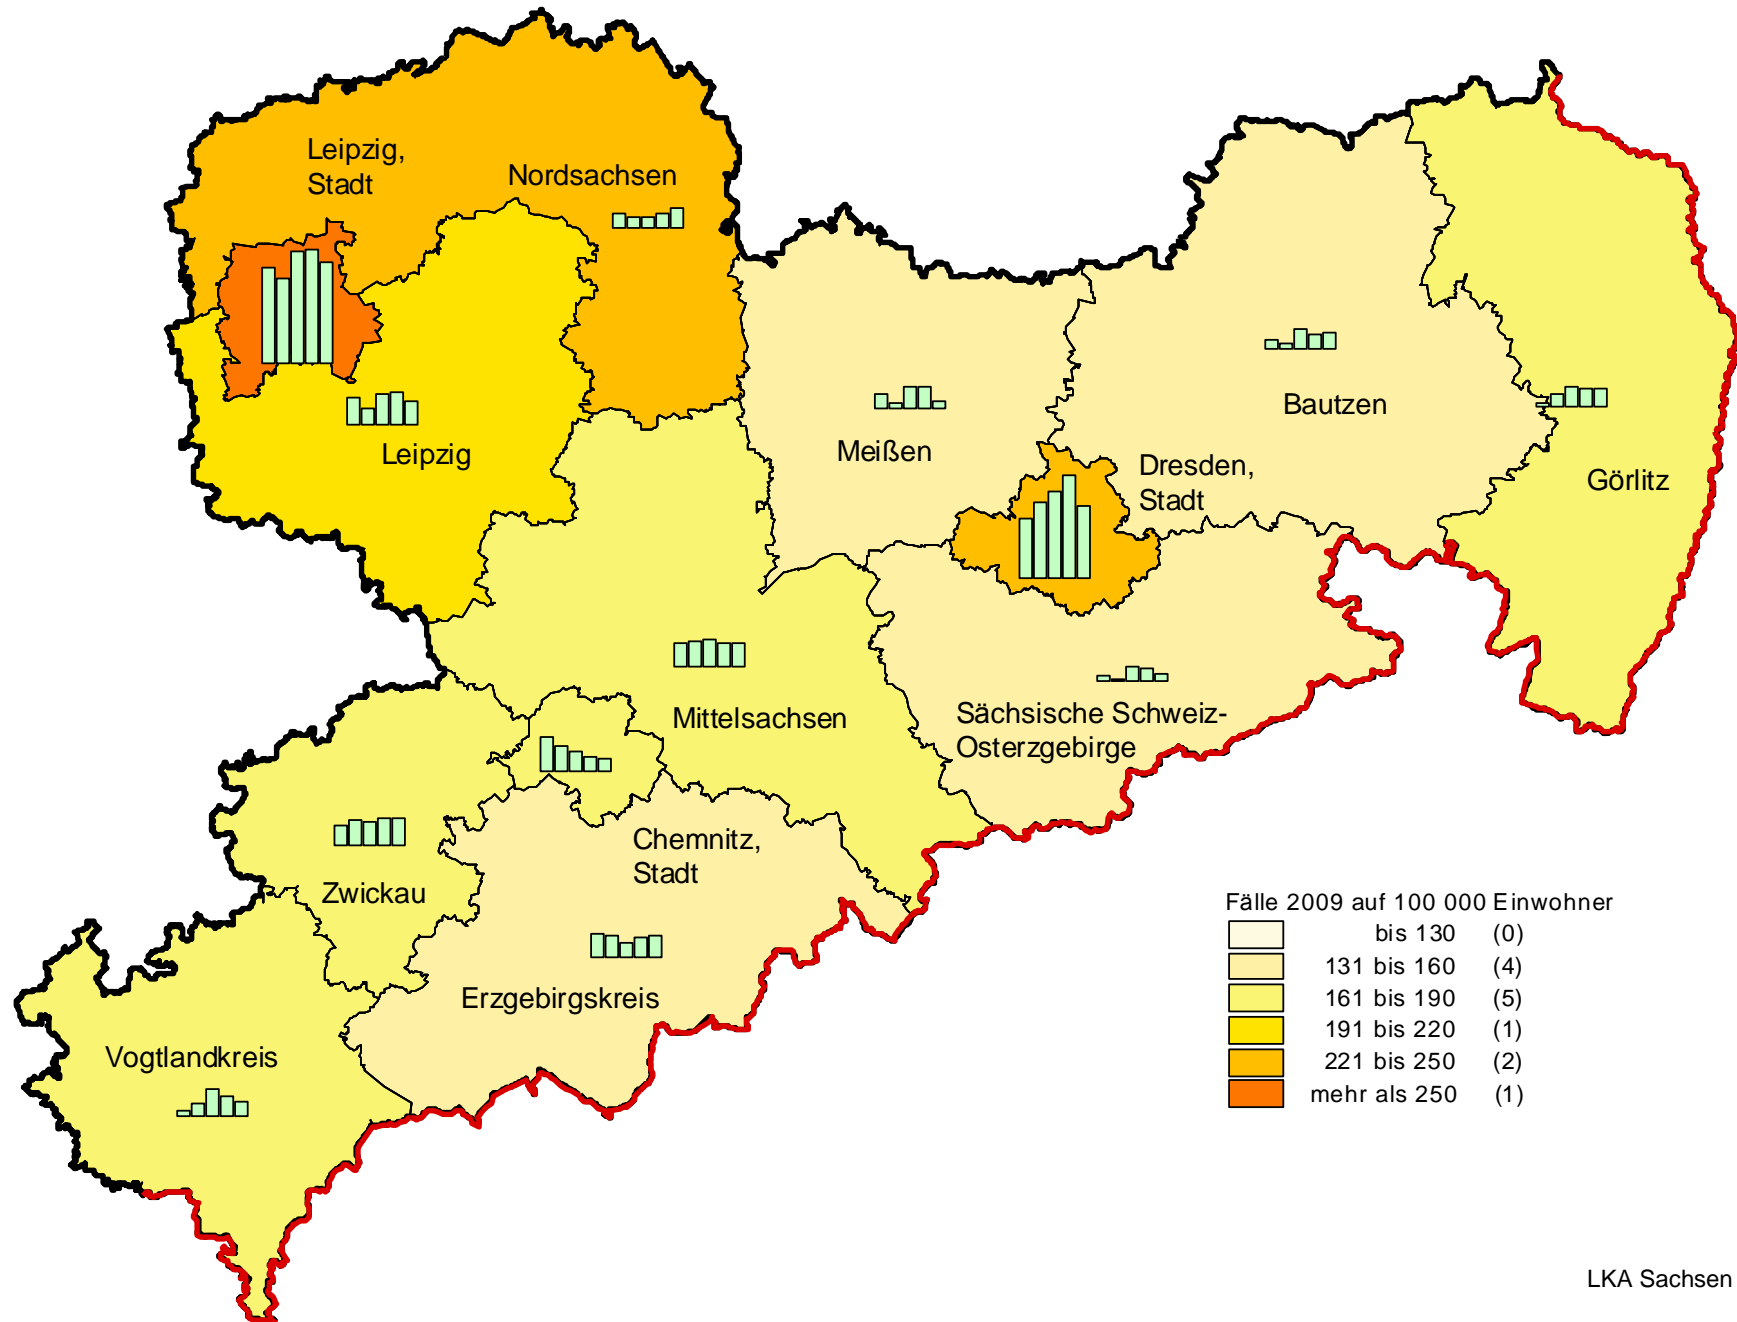 Leipzig,
Stadt
Nordsachsen
Leipzig
Meißen
Bautzen
Dresden,
Stadt
Görlitz
Mittelsachsen
Sächsische Schweiz-
Osterzgebirge
Chemnitz,
Stadt
Zwickau
Erzgebirgskreis
Vogtlandkreis
Fälle 2009 auf 100 000 Einwohner
bis 130 (0)
131 bis 160 (4)
161 bis 190 (5)
191 bis 220 (1)
221 bis 250 (2)
mehr als 250 (1)
LKA Sachsen